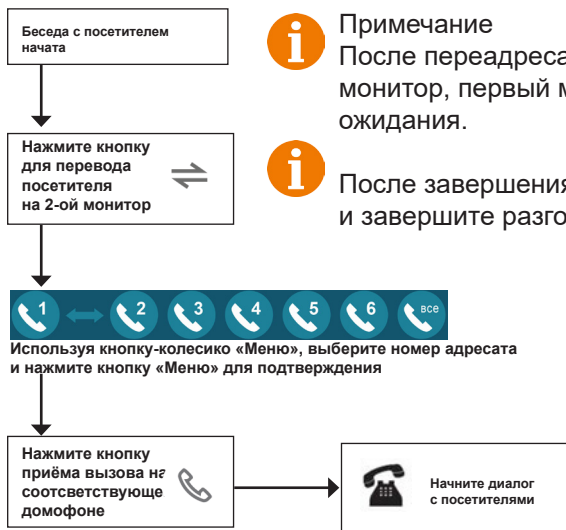 Беседа с посетителем
начата
Примечание
После
монитор, первый
ожидания.
Нажмите кнопку
для перевода
посетителя
на 2-ой монитор
После завершения
и завершите
1 2 3 4 5 6 все
Используя кнопку-колесико «Меню», выберите номер адресата
и нажмите кнопку «Меню» для подтверждения
Нажмите кнопку
приёма вызова на
соотсветствующе
домофоне
Начните диалог
с посетителями